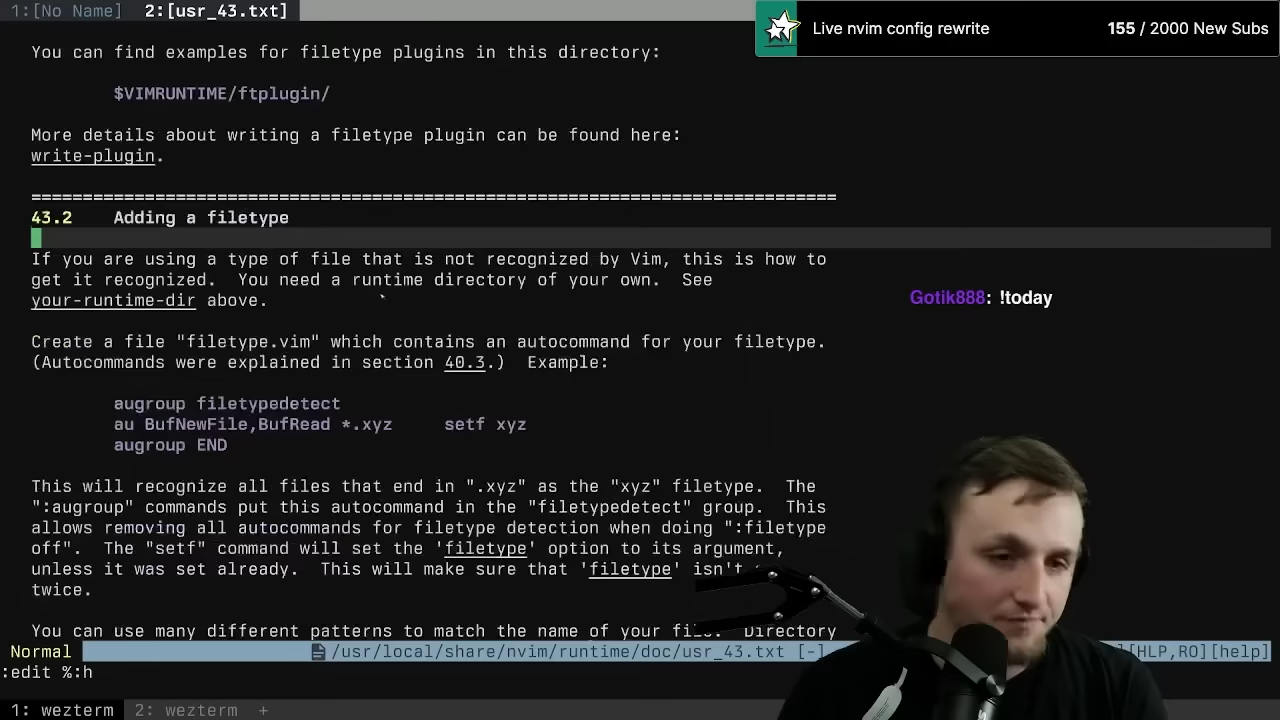 1:[No Name] 2:[usr_43.txt]
Live nvim config rewrite 155 / 2000 New Subs
You can find examples for filetype plugins in this directory:
$VIMRUNTIME/ftplugin/
More details about writing a filetype plugin can be found here:
write-plugin.
==============================================================================
43.2 Adding a filetype
If you are using a type of file that is not recognized by Vim, this is how to
get it recognized. You need a runtime directory of your own. See
your-runtime-dir above.
Gotik888: !today
Create a file "filetype.vim" which contains an autocommand for your filetype.
(Autocommands were explained in section 40.3.) Example:
augroup filetypedetect
au BufNewFile,BufRead *.xyz setf xyz
augroup END
This will recognize all files that end in ".xyz" as the "xyz" filetype. The
":augroup" commands put this autocommand in the "filetypedetect" group. This
allows removing all autocommands for filetype detection when doing ":filetype
off". The "setf" command will set the 'filetype' option to its argument,
unless it was set already. This will make sure that 'filetype' isn't
twice.
You can use many different patterns to match the name of your file. Directory
Normal /usr/local/share/nvim/runtime/doc/usr_43.txt [-] [HLP,RO][help]
:edit %:h
1: wezterm 2: wezterm +